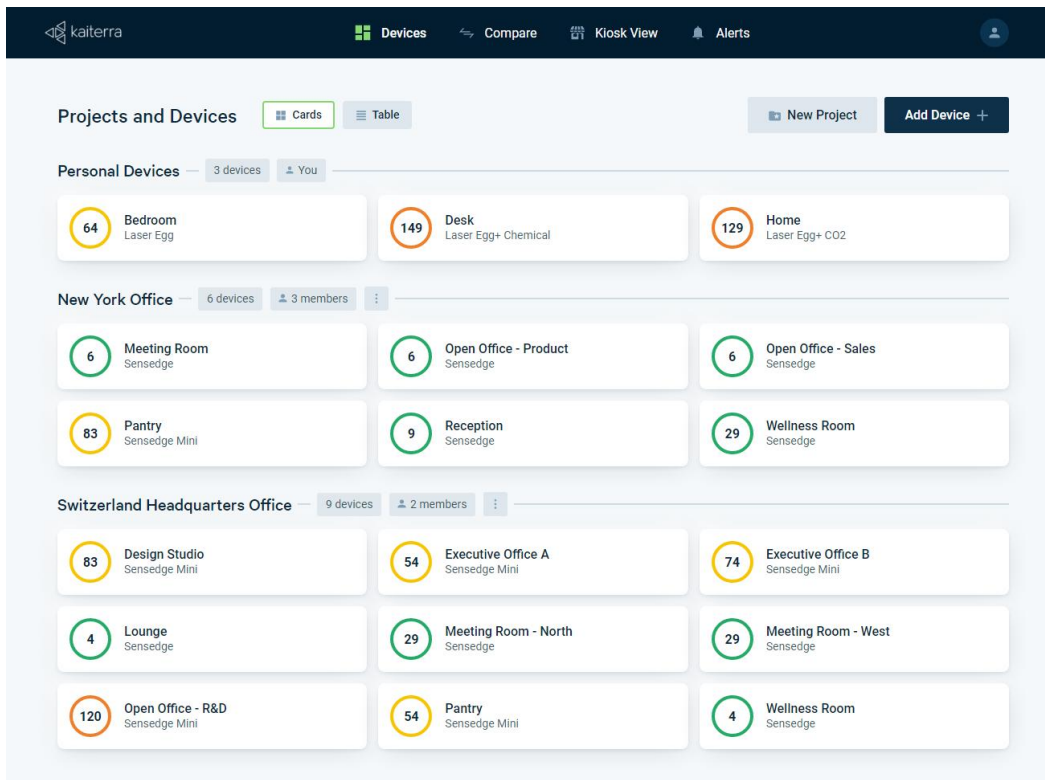 kaiterra
Devices
Compare
Kiosk View
Alerts
Projects and Devices
Cards
Table
New Project
Add Device +
Personal Devices
3 devices
You
64
Bedroom
Laser Egg
149
Desk
Laser Egg+ Chemical
129
Home
Laser Egg+ CO2
New York Office
6 devices
3 members
6
Meeting Room
Sensedge
6
Open Office - Product
Sensedge
6
Open Office - Sales
Sensedge
83
Pantry
Sensedge Mini
9
Reception
Sensedge
29
Wellness Room
Sensedge
Switzerland Headquarters Office
9 devices
2 members
83
Design Studio
Sensedge Mini
54
Executive Office A
Sensedge Mini
74
Executive Office B
Sensedge Mini
4
Lounge
Sensedge
29
Meeting Room - North
Sensedge
29
Meeting Room - West
Sensedge
120
Open Office - R&D
Sensedge Mini
54
Pantry
Sensedge Mini
4
Wellness Room
Sensedge